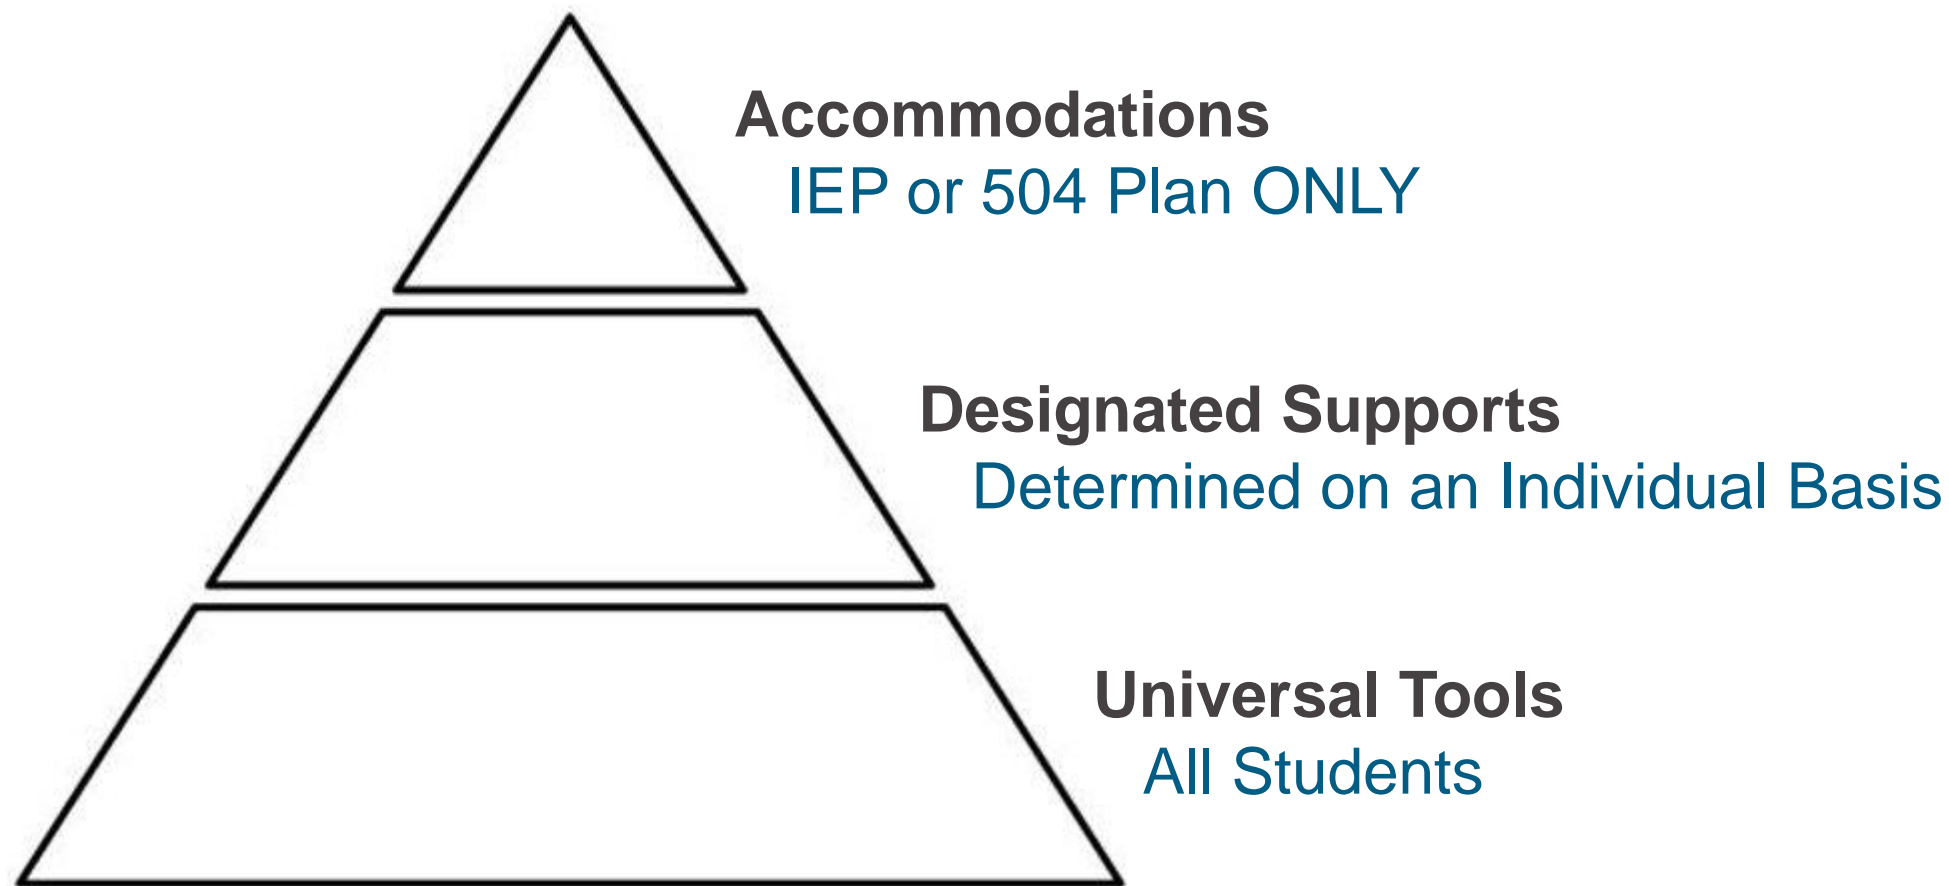 Accommodations
IEP or 504 Plan ONLY
Designated Supports
Determined on an Individual Basis
Universal Tools
All Students